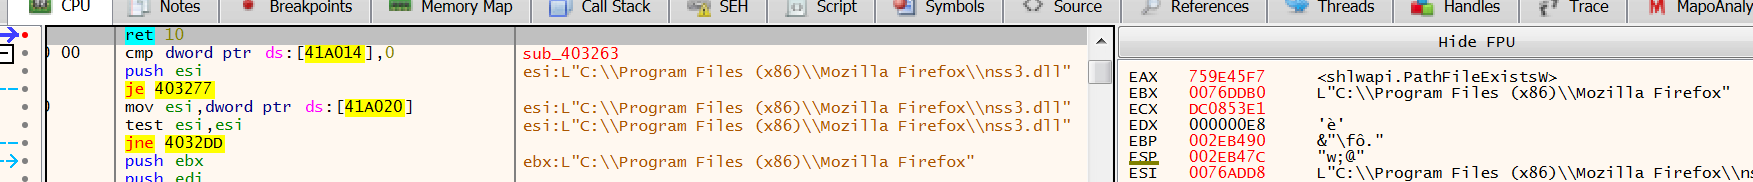 CPU Notes Breakpoints Memory Map Call Stack SEH Script Symbols Source References Threads Handles Trace MapoAnaly
ret 10
00 cmp dword ptr ds:[41A014],0 sub_403263
push esi esi:L"C:\\Program Files (x86)\\Mozilla Firefox\\nss3.dll"
je 403277
mov esi,dword ptr ds:[41A020] esi:L"C:\\Program Files (x86)\\Mozilla Firefox\\nss3.dll"
test esi,esi esi:L"C:\\Program Files (x86)\\Mozilla Firefox\\nss3.dll"
jne 4032DD
push ebx ebx:L"C:\\Program Files (x86)\\Mozilla Firefox"
push edi
Hide FPU
EAX 759E45F7 <shlwapi.PathFileExistsW>
EBX 0076DDB0 L"C:\\Program Files (x86)\\Mozilla Firefox"
ECX DC0853E1
EDX 000000E8 'è'
EBP 002EB490 &"\fô."
ESP 002EB47C "w;@"
ESI 0076ADD8 L"C:\\Program Files (x86)\\Mozilla Firefox\\ns